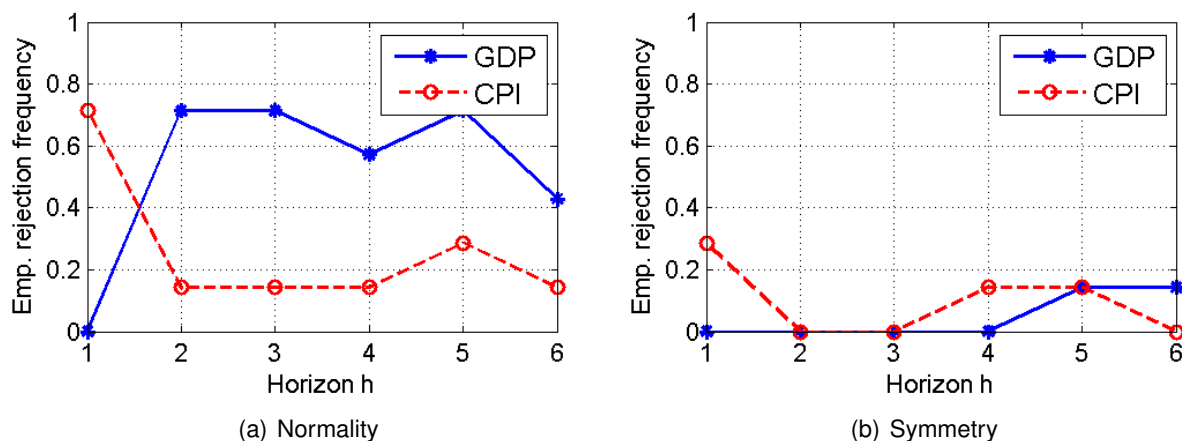 Emp. rejection frequency
1
0.8
0.6
0.4
0.2
0
1 2 3 4 5 6
Horizon h
GDP
CPI
(a) Normality
Emp. rejection frequency
1
0.8
0.6
0.4
0.2
0
1 2 3 4 5 6
Horizon h
GDP
CPI
(b) Symmetry